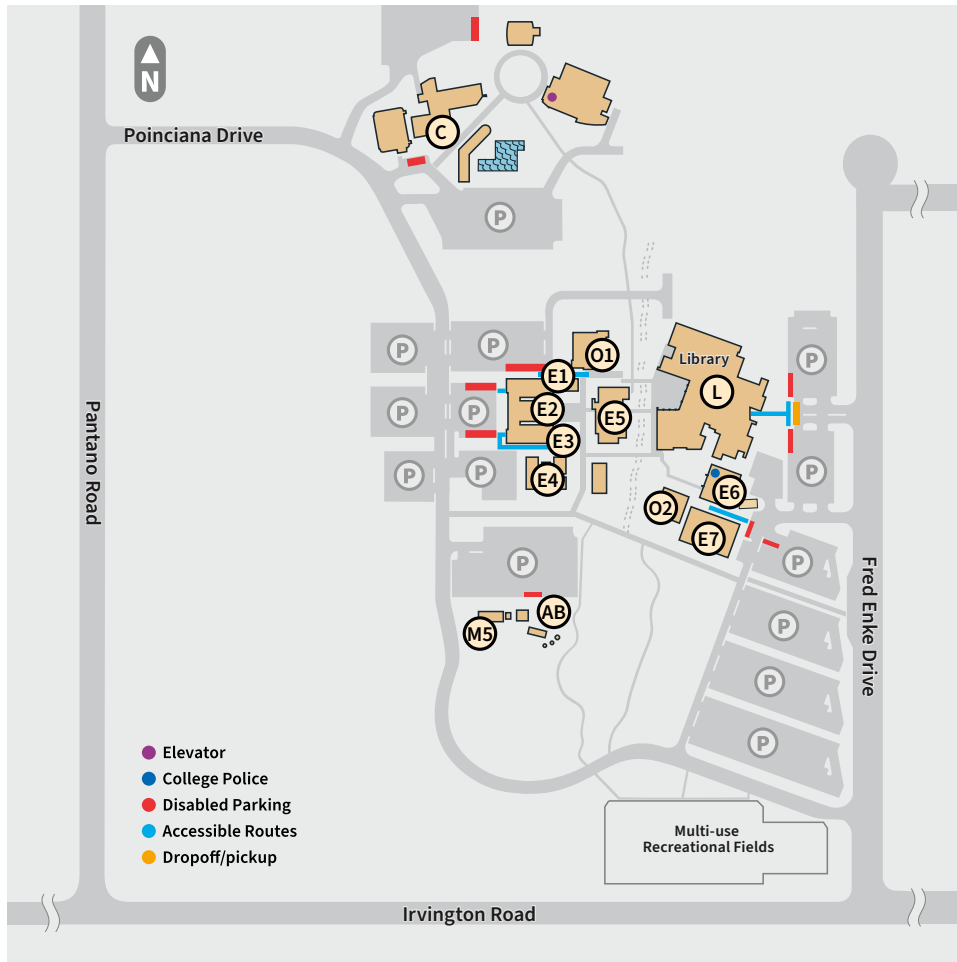 N
Poinciana Drive
C
P
P
P
O1
Library
P
E1
L
P
P
E2
E5
E3
P
P
E4
P
E6
O2
E7
Pantano Road
P
P
AB
M5
P
Fred Enke Drive
P
P
Elevator
College Police
Disabled Parking
Accessible Routes
Dropoff/pickup
Multi-use
Recreational Fields
Irvington Road